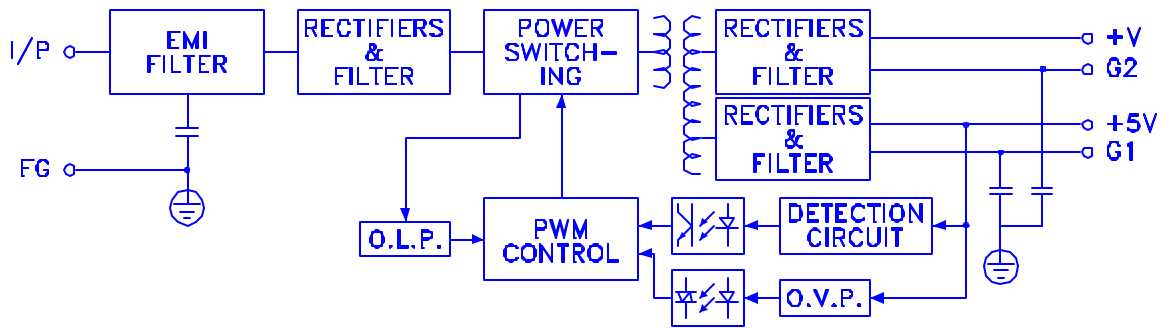 I/P
EMI
FILTER
RECTIFIERS
&
FILTER
POWER
SWITCH-
ING
RECTIFIERS
&
FILTER
+V
G2
RECTIFIERS
&
FILTER
+5V
G1
FG
O.L.P.
PWM
CONTROL
DETECTION
CIRCUIT
O.V.P.